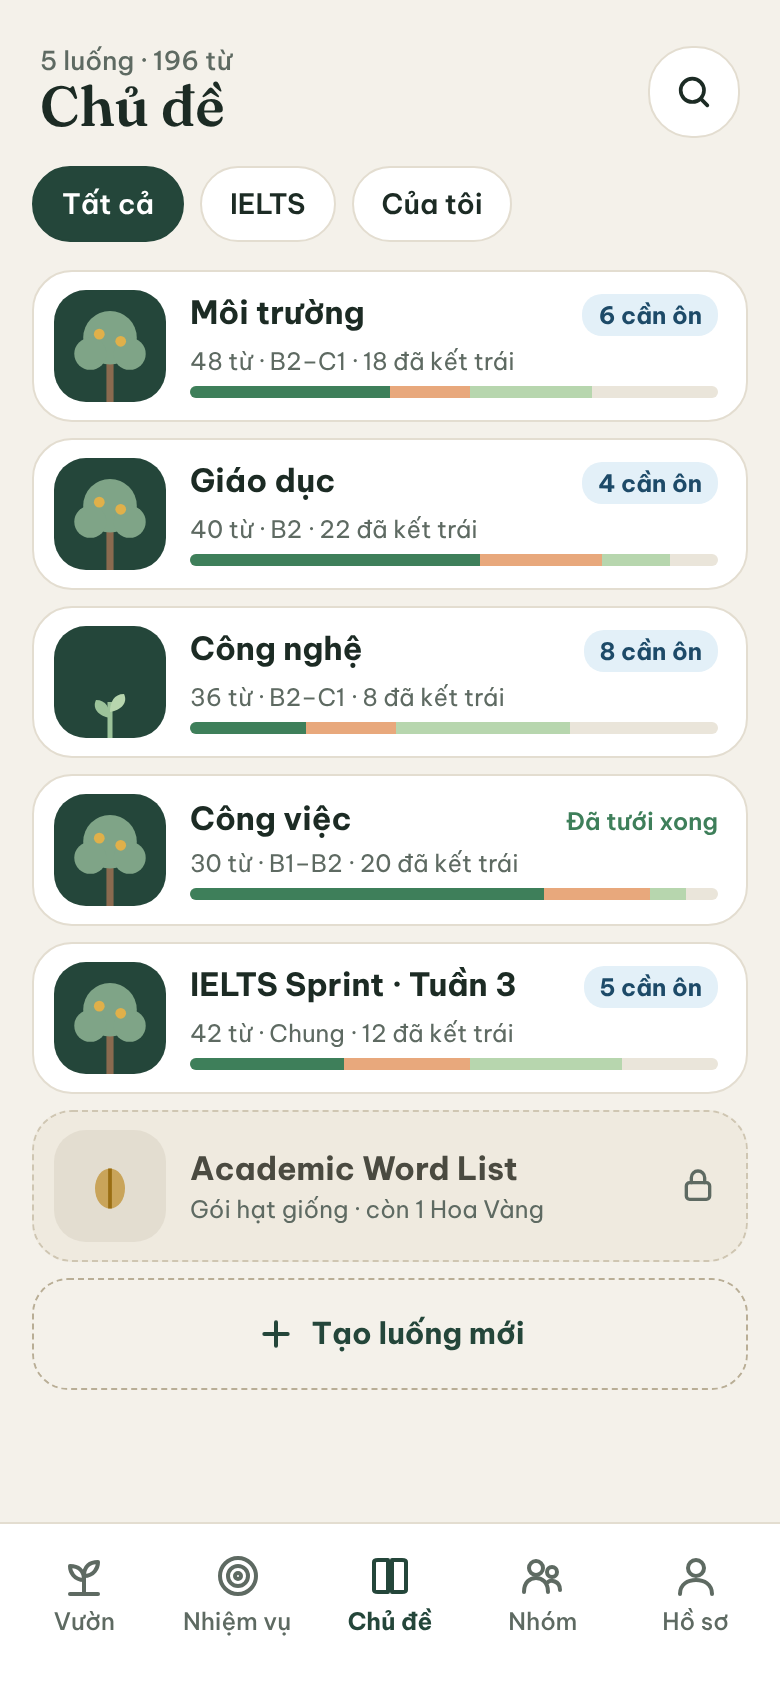 5 luống · 196 từ
Chủ đề
Tất cả
IELTS
Của tôi
Môi trường
6 cần ôn
48 từ · B2–C1 · 18 đã kết trái
Giáo dục
4 cần ôn
40 từ · B2 · 22 đã kết trái
Công nghệ
8 cần ôn
36 từ · B2–C1 · 8 đã kết trái
Công việc
Đã tưới xong
30 từ · B1–B2 · 20 đã kết trái
IELTS Sprint · Tuần 3
5 cần ôn
42 từ · Chung · 12 đã kết trái
Academic Word List
Gói hạt giống · còn 1 Hoa Vàng
Tạo luống mới
Vườn
Nhiệm vụ
Chủ đề
Nhóm
Hồ sơ